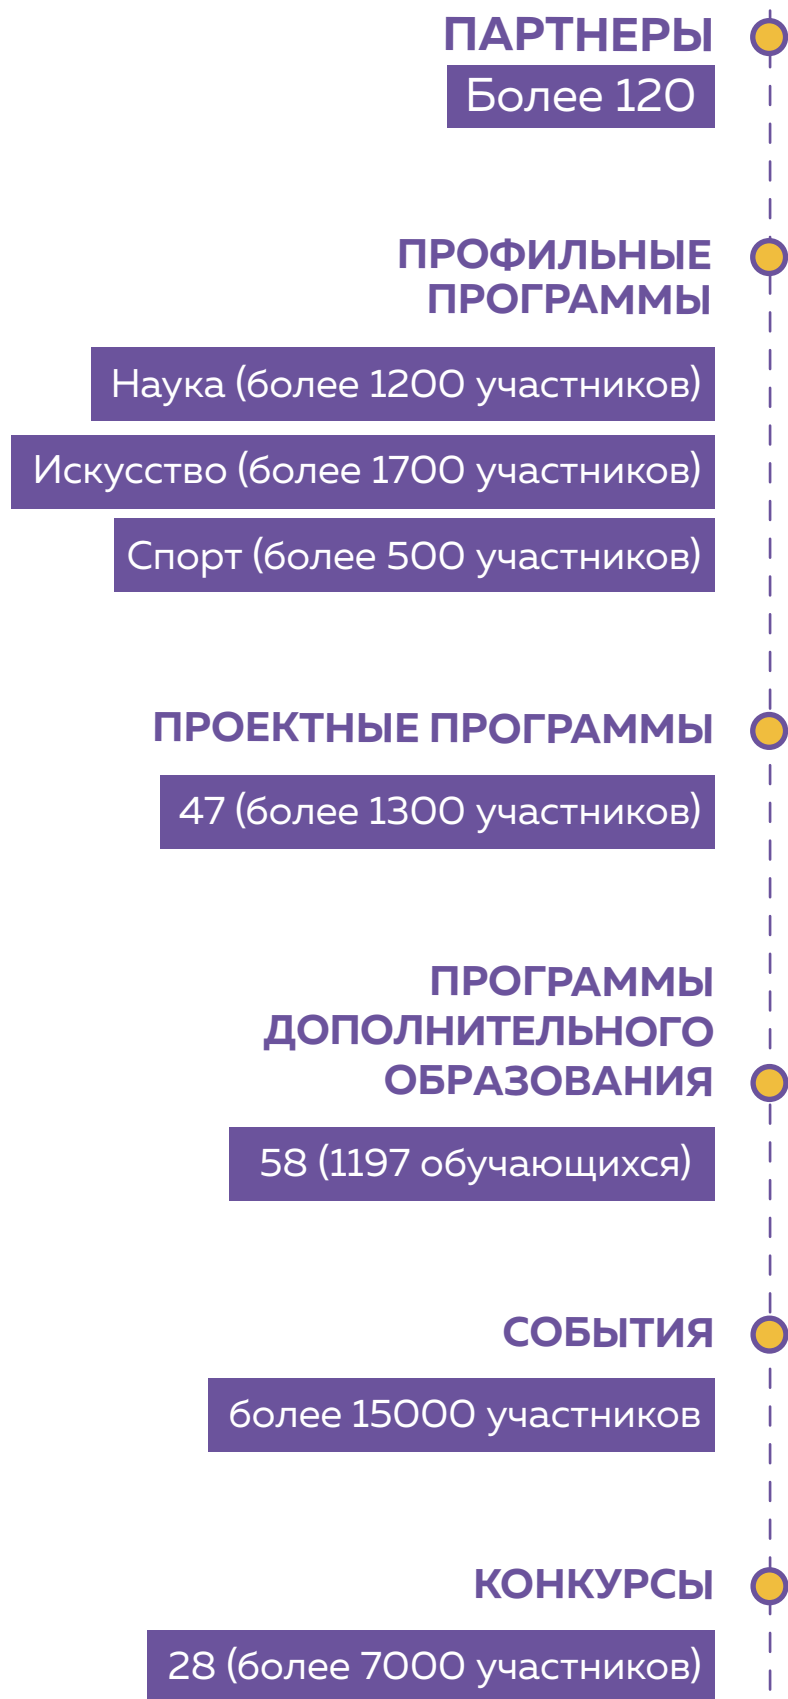 ПАРТНЕРЫ
Более 120
ПРОФИЛЬНЫЕ
ПРОГРАММЫ
Наука (более 1200 участников)
Искусство (более 1700 участников)
Спорт (более 500 участников)
ПРОЕКТНЫЕ ПРОГРАММЫ
47 (более 1300 участников)
ПРОГРАММЫ
ДОПОЛНИТЕЛЬНОГО
ОБРАЗОВАНИЯ
58 (1197 обучающихся)
СОБЫТИЯ
более 15000 участников
КОНКУРСЫ
28 (более 7000 участников)